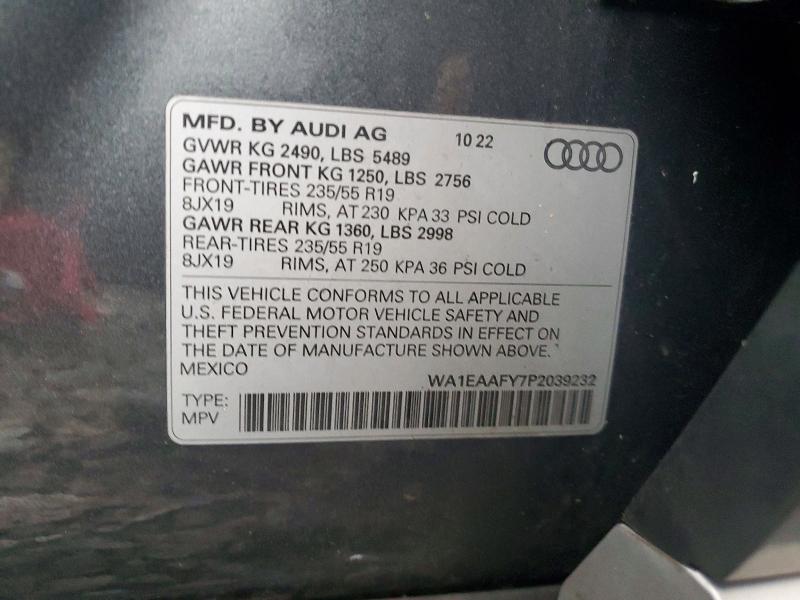 MFD. BY AUDI AG 10 22
GVWR KG 2490, LBS 5489
GAWR FRONT KG 1250, LBS 2756
FRONT-TIRES 235/55 R19
8JX19 RIMS, AT 230 KPA 33 PSI COLD
GAWR REAR KG 1360, LBS 2998
REAR-TIRES 235/55 R19
8JX19 RIMS, AT 250 KPA 36 PSI COLD
THIS VEHICLE CONFORMS TO ALL APPLICABLE
U.S. FEDERAL MOTOR VEHICLE SAFETY AND
THEFT PREVENTION STANDARDS IN EFFECT ON
THE DATE OF MANUFACTURE SHOWN ABOVE.
MEXICO
WA1EAAFY7P2039232
TYPE:
MPV